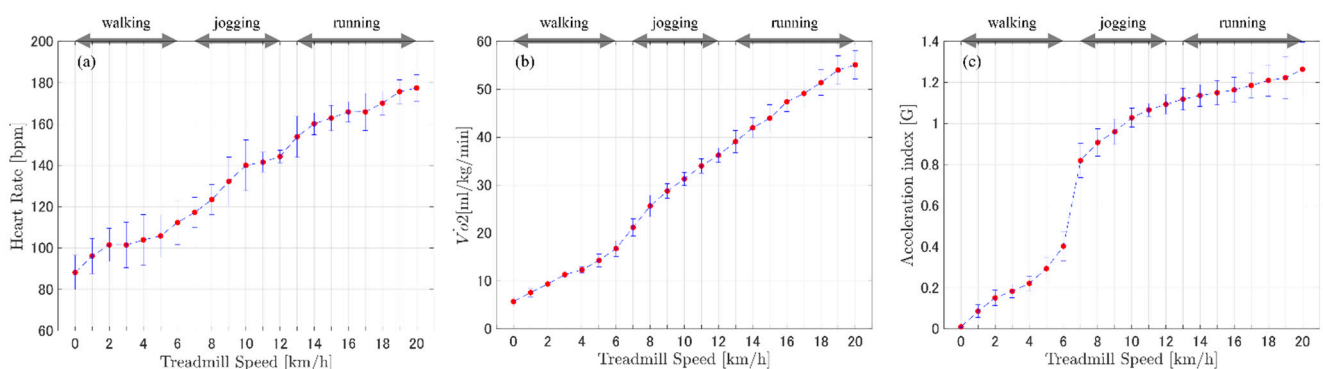 walking jogging running
(a)
Heart Rate [bpm]
200
180
160
140
120
100
80
60
0 2 4 6 8 10 12 14 16 18 20
Treadmill Speed [km/h]
walking jogging running
(b)
V̇o2[ml/kg/min]
60
50
40
30
20
10
0
0 2 4 6 8 10 12 14 16 18 20
Treadmill Speed [km/h]
walking jogging running
(c)
Acceleration index [G]
1.4
1.2
1
0.8
0.6
0.4
0.2
0
0 2 4 6 8 10 12 14 16 18 20
Treadmill Speed [km/h]